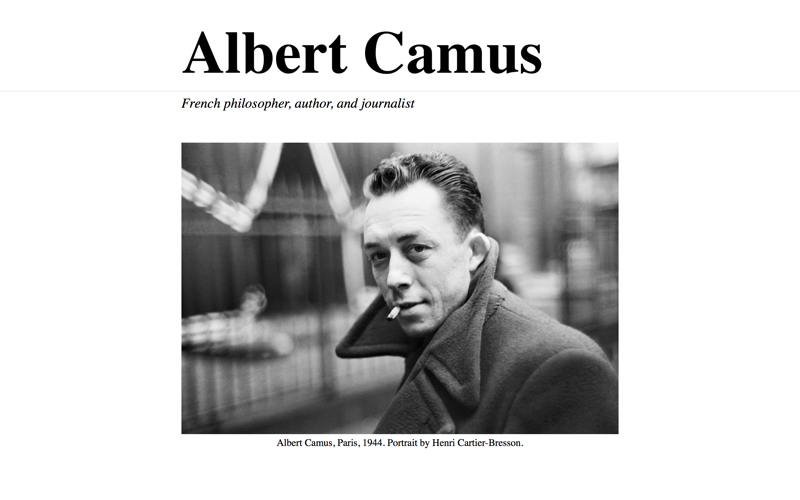 Albert Camus
French philosopher, author, and journalist
Albert Camus, Paris, 1944. Portrait by Henri Cartier-Bresson.